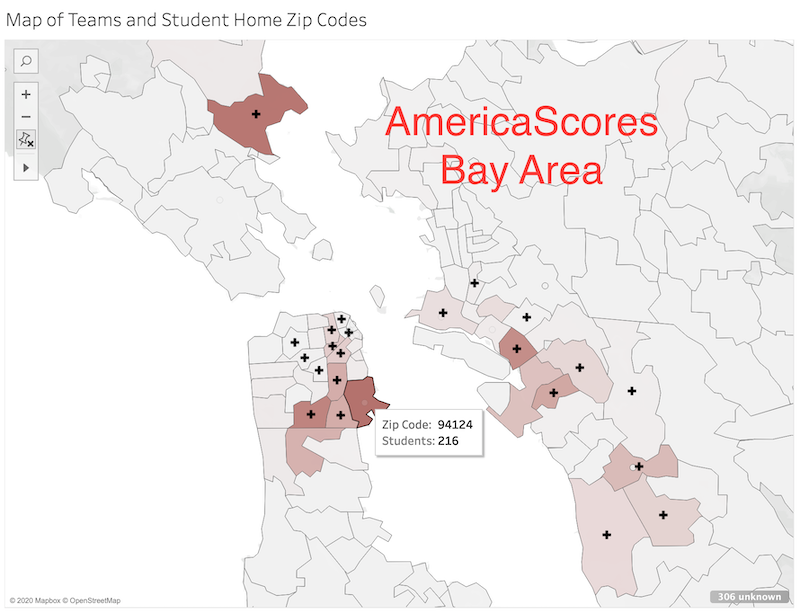 Map of Teams and Student Home Zip Codes
AmericaScores
Bay Area
Zip Code: 94124
Students: 216
© 2020 Mapbox © OpenStreetMap
306 unknown